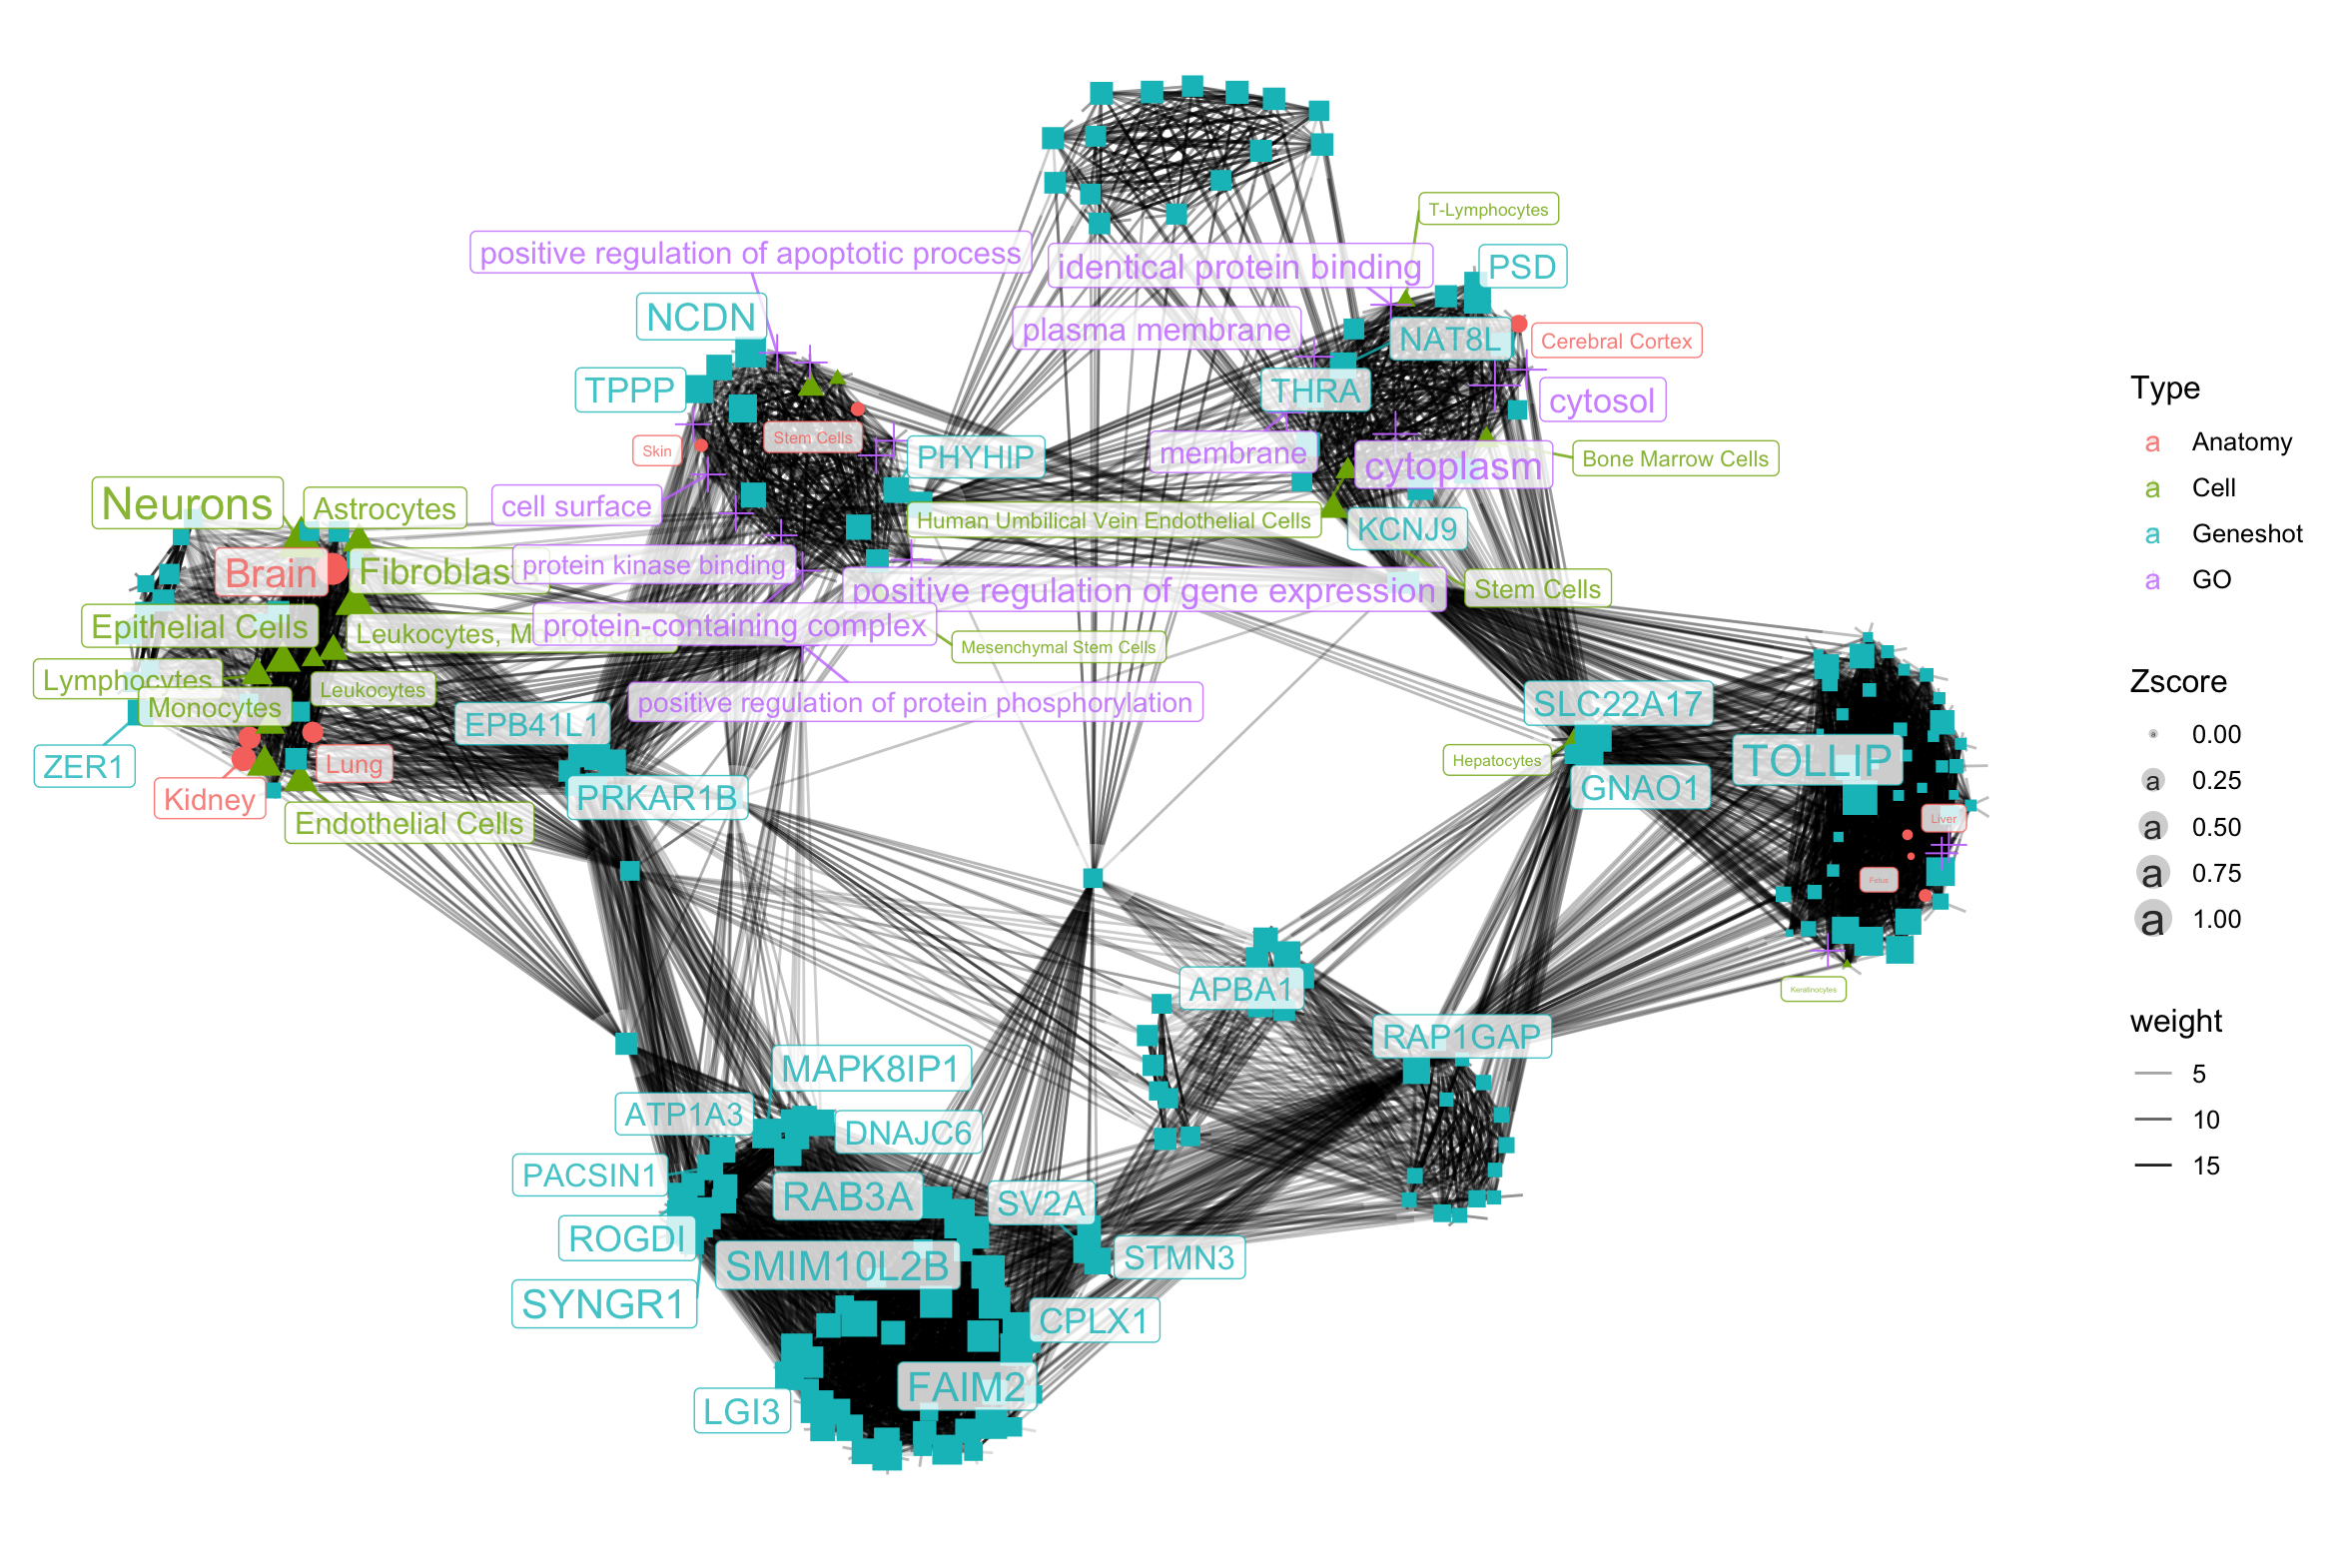 T-Lymphocytes
positive regulation of apoptotic process
identical protein binding
PSD
NCDN
plasma membrane
NAT8L
Cerebral Cortex
TPPP
THRA
cytosol
Stem Cells
Skin
PHYHIP
membrane
cytoplasm
Bone Marrow Cells
Neurons
Astrocytes
cell surface
Human Umbilical Vein Endothelial Cells
KCNJ9
Brain
Fibroblas
protein kinase binding
positive regulation of gene expression
Stem Cells
Epithelial Cells
Leukocytes,
protein-containing complex
Mesenchymal Stem Cells
Lymphocytes
Leukocytes
Monocytes
positive regulation of protein phosphorylation
EPB41L1
SLC22A17
ZER1
Lung
Hepatocytes
TOLLIP
Kidney
PRKAR1B
GNAO1
Endothelial Cells
Liver
Fetus
APBA1
Keratinocytes
RAP1GAP
MAPK8IP1
ATP1A3
DNAJC6
PACSIN1
RAB3A
SV2A
ROGDI
STMN3
SMIM10L2B
SYNGR1
CPLX1
FAIM2
LGI3
Type
a Anatomy
a Cell
a Geneshot
a GO
Zscore
a 0.00
a 0.25
a 0.50
a 0.75
a 1.00
weight
5
10
15